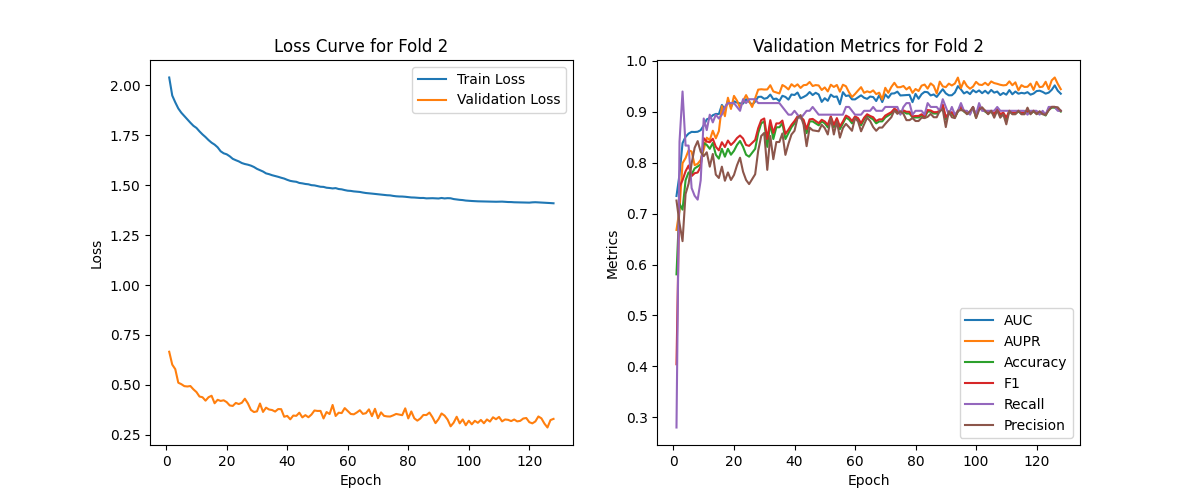 Loss Curve for Fold 2
Loss
2.00
1.75
1.50
1.25
1.00
0.75
0.50
0.25
Train Loss
Validation Loss
0 20 40 60 80 100 120
Epoch
Validation Metrics for Fold 2
Metrics
1.0
0.9
0.8
0.7
0.6
0.5
0.4
0.3
AUC
AUPR
Accuracy
F1
Recall
Precision
0 20 40 60 80 100 120
Epoch